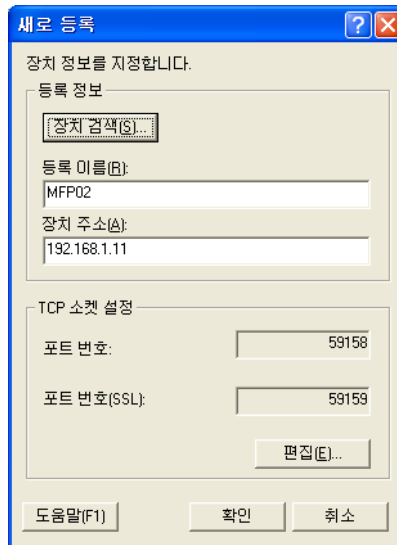 새로 등록
장치 정보를 지정합니다.
등록 정보
장치 검색(S)...
등록 이름(R):
MFP02
장치 주소(A):
192.168.1.11
TCP 소켓 설정
포트 번호: 59158
포트 번호(SSL): 59159
편집(E)...
도움말(F1) 확인 취소